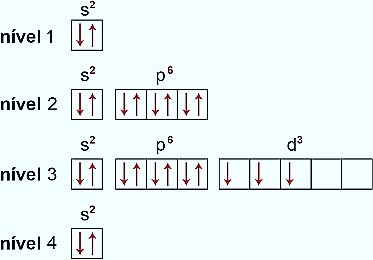 s²
nível 1
s² p⁶
nível 2
s² p⁶ d³
nível 3
s²
nível 4